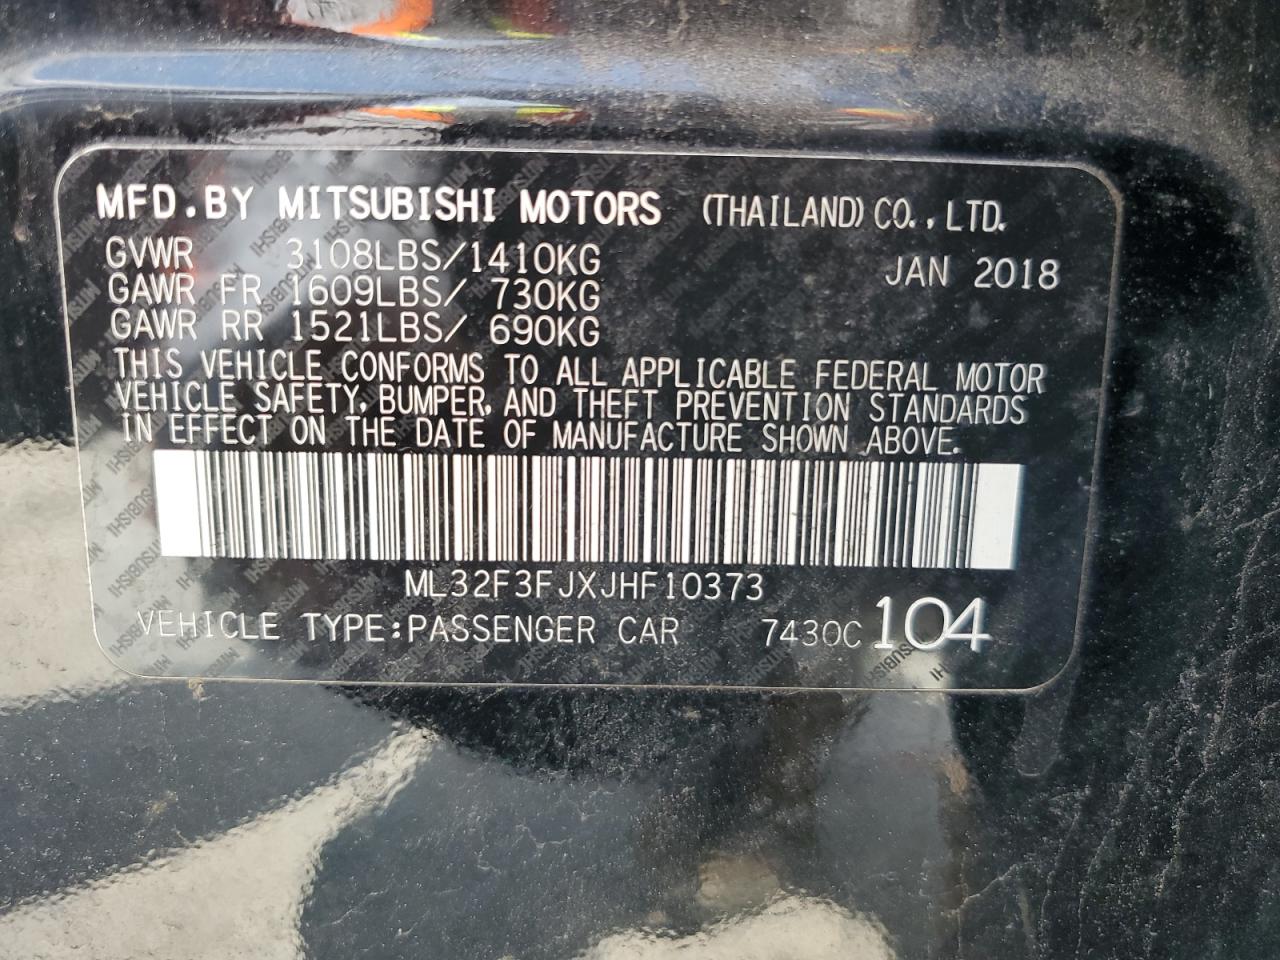 MFD.BY MITSUBISHI MOTORS (THAILAND) CO., LTD.
GVWR 3108LBS/1410KG JAN 2018
GAWR FR 1609LBS/ 730KG
GAWR RR 1521LBS/ 690KG
THIS VEHICLE CONFORMS TO ALL APPLICABLE FEDERAL MOTOR
VEHICLE SAFETY, BUMPER, AND THEFT PREVENTION STANDARDS
IN EFFECT ON THE DATE OF MANUFACTURE SHOWN ABOVE.
ML32F3FJXJHF10373
VEHICLE TYPE:PASSENGER CAR 7430C 104